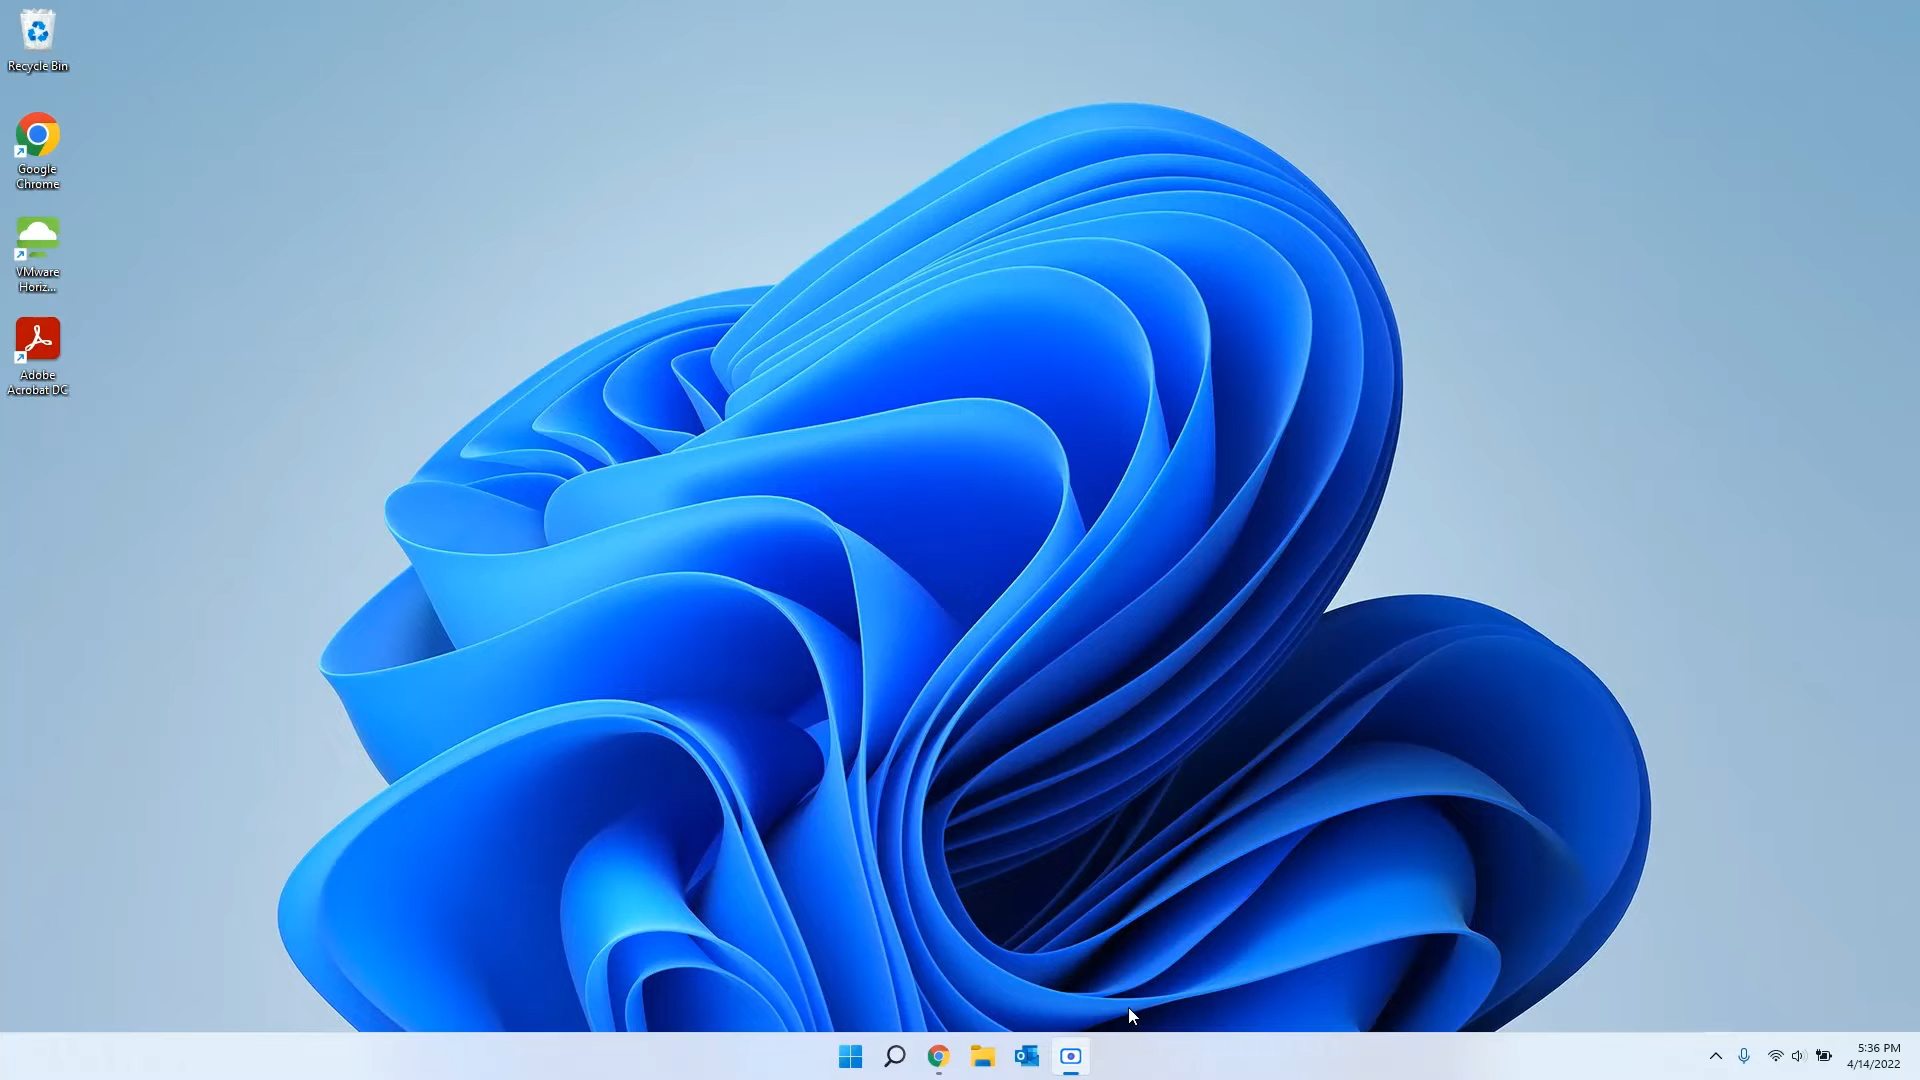 Recycle Bin
Google
Chrome
VMware
Horiz...
Adobe
Acrobat DC
5:36 PM
4/14/2022